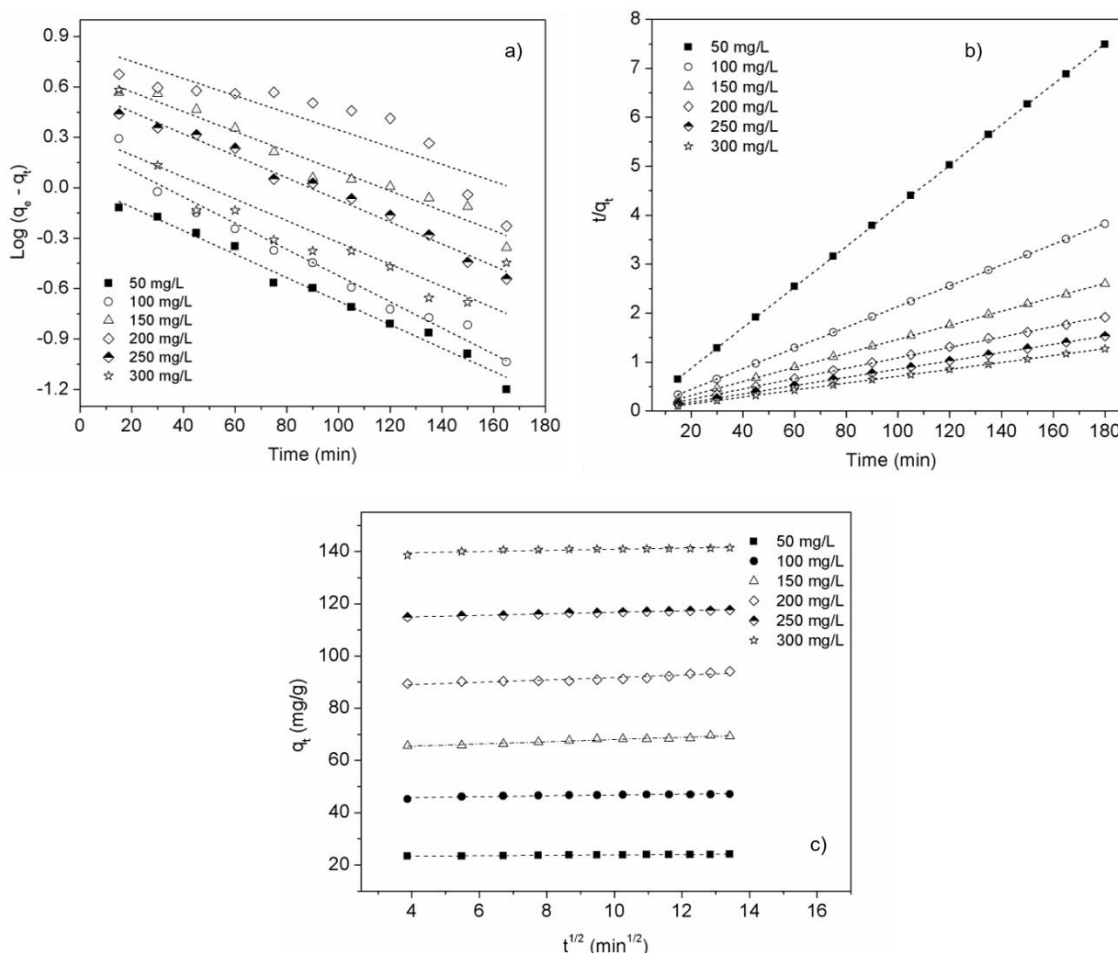 a)
Log (qₑ - qₜ)
0.9
0.6
0.3
0.0
-0.3
-0.6
-0.9
-1.2
50 mg/L
100 mg/L
150 mg/L
200 mg/L
250 mg/L
300 mg/L
0 20 40 60 80 100 120 140 160 180
Time (min)
b)
t/qₜ
8
7
6
5
4
3
2
1
0
50 mg/L
100 mg/L
150 mg/L
200 mg/L
250 mg/L
300 mg/L
20 40 60 80 100 120 140 160 180
Time (min)
qₜ (mg/g)
140
120
100
80
60
40
20
50 mg/L
100 mg/L
150 mg/L
200 mg/L
250 mg/L
300 mg/L
c)
4 6 8 10 12 14 16
t^1/2 (min^1/2)